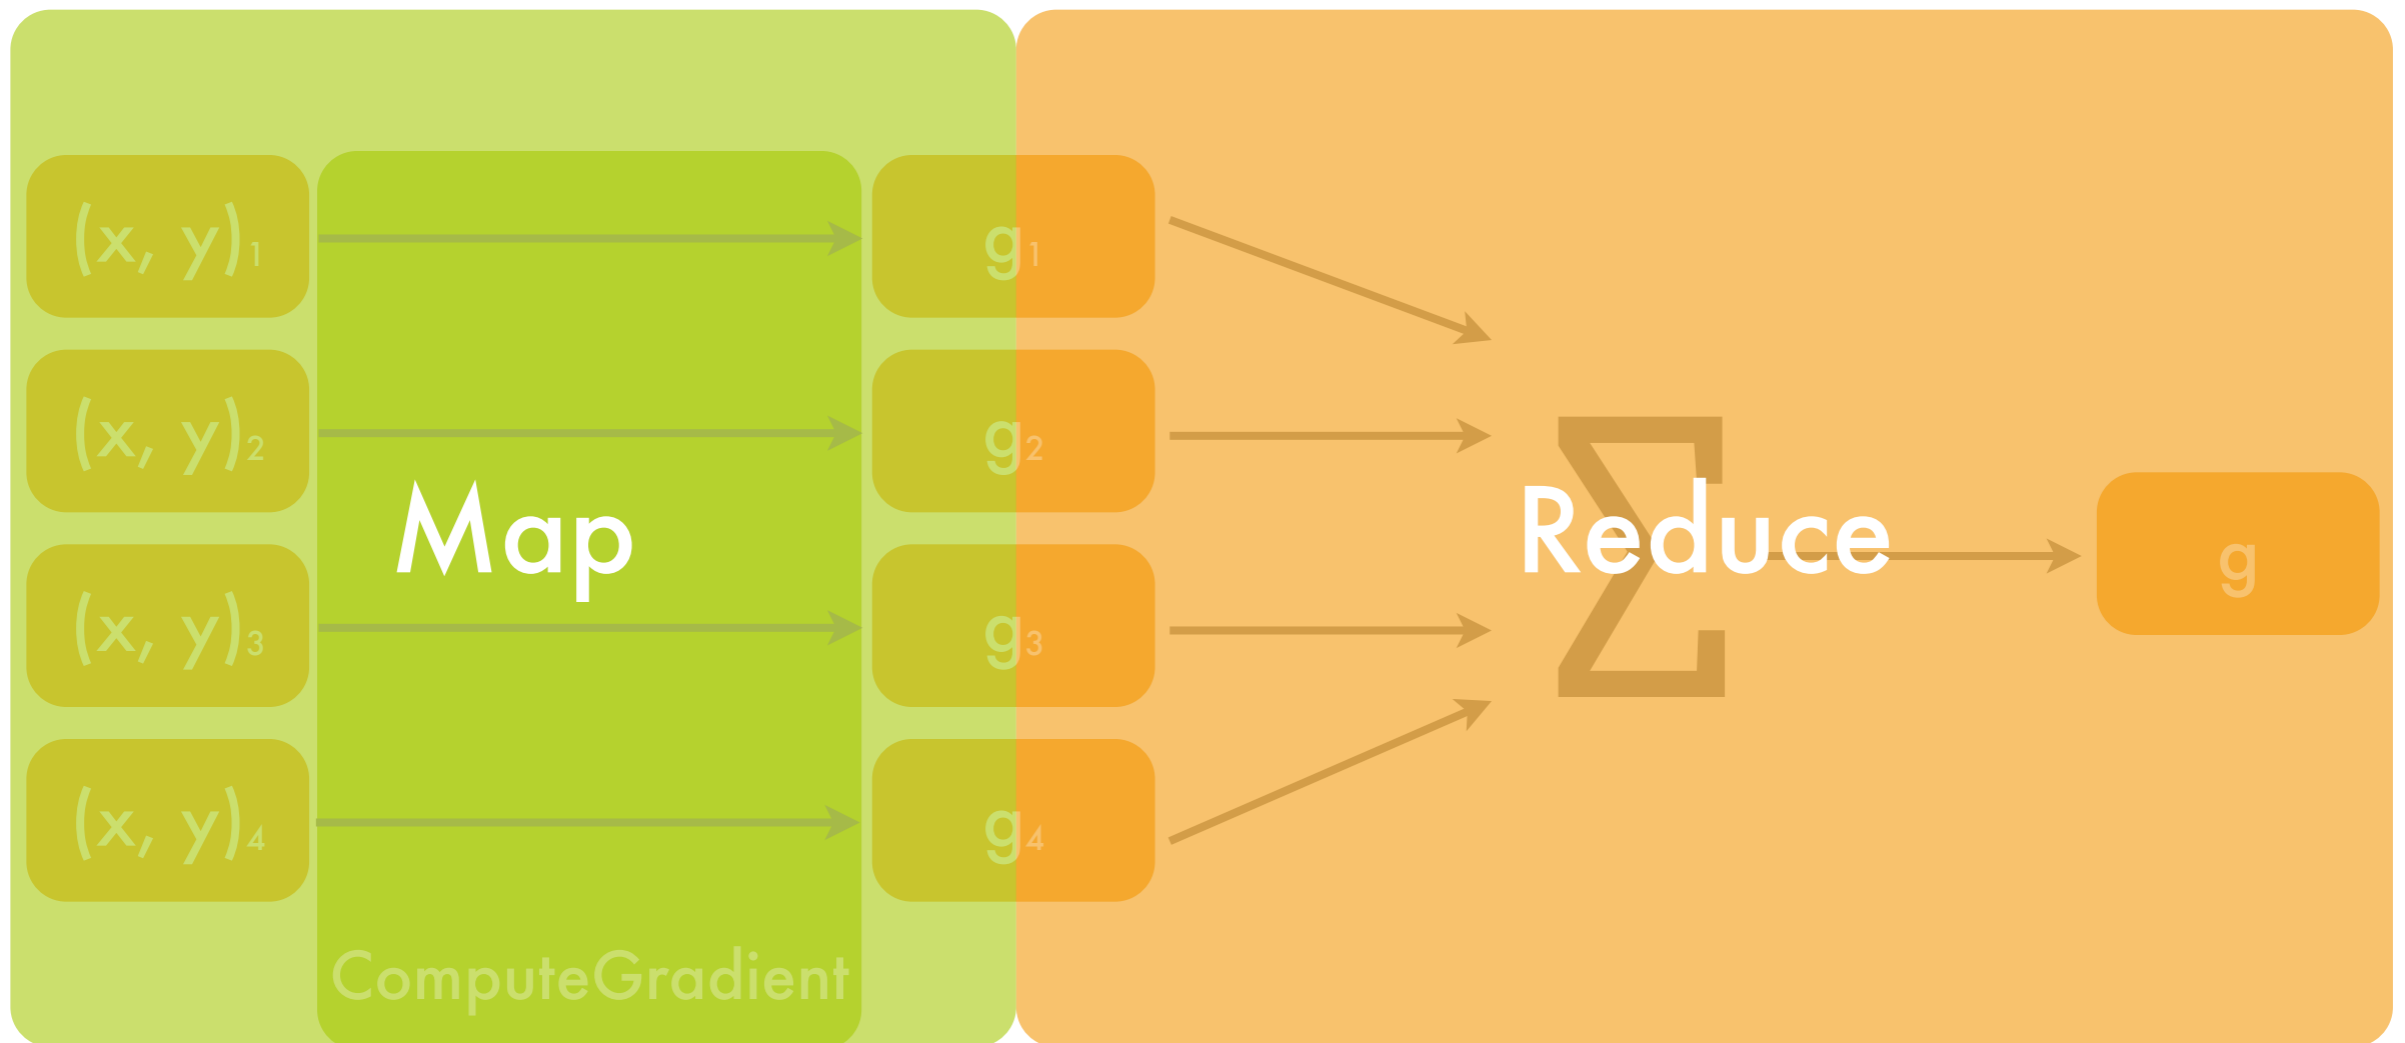 (x, y)1 g1
(x, y)2 g2
Map Reduce
Σ
g
(x, y)3 g3
(x, y)4 g4
ComputeGradient